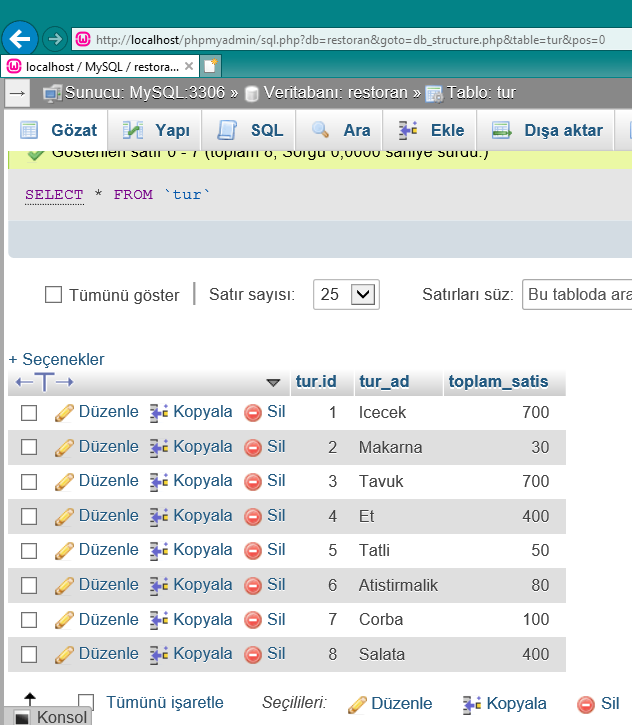 http://localhost/phpmyadmin/sql.php?db=restoran&goto=db_structure.php&table=tur&pos=0
localhost / MySQL / restora...
Sunucu: MySQL:3306 » Veritabanı: restoran » Tablo: tur
Gözat Yapı SQL Ara Ekle Dışa aktar
Gösterilen satır 0 - 7 (toplam 8, Sorgu 0,0000 saniye sürdü.)
SELECT * FROM `tur`
Tümünü göster Satır sayısı: 25 Satırları süz: Bu tabloda ara
+ Seçenekler
←T→ tur.id tur_ad toplam_satis
Düzenle Kopyala Sil 1 Icecek 700
Düzenle Kopyala Sil 2 Makarna 30
Düzenle Kopyala Sil 3 Tavuk 700
Düzenle Kopyala Sil 4 Et 400
Düzenle Kopyala Sil 5 Tatli 50
Düzenle Kopyala Sil 6 Atistirmalik 80
Düzenle Kopyala Sil 7 Corba 100
Düzenle Kopyala Sil 8 Salata 400
Tümünü işaretle Seçilileri: Düzenle Kopyala Sil
Konsol